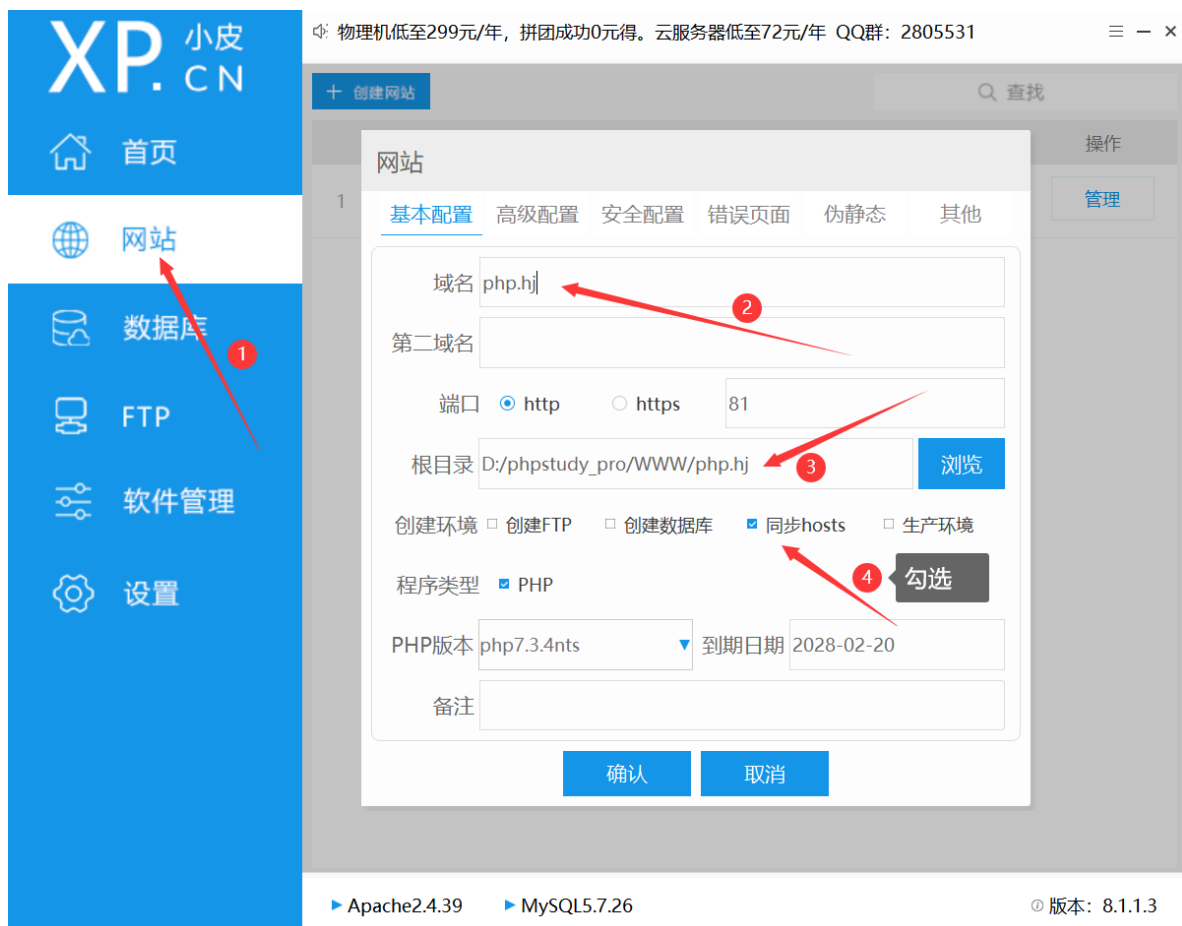 XP.CN 小皮
物理机低至299元/年，拼团成功0元得。云服务器低至72元/年 QQ群：2805531
首页
网站
数据库
FTP
软件管理
设置
1
+ 创建网站
查找
操作
1
管理
网站
基本配置 高级配置 安全配置 错误页面 伪静态 其他
域名 php.hj
2
第二域名
端口 http https 81
根目录 D:/phpstudy_pro/WWW/php.hj 浏览
3
创建环境 创建FTP 创建数据库 同步hosts 生产环境
4 勾选
程序类型 PHP
PHP版本 php7.3.4nts 到期日期 2028-02-20
备注
确认 取消
Apache2.4.39 MySQL5.7.26 版本：8.1.1.3